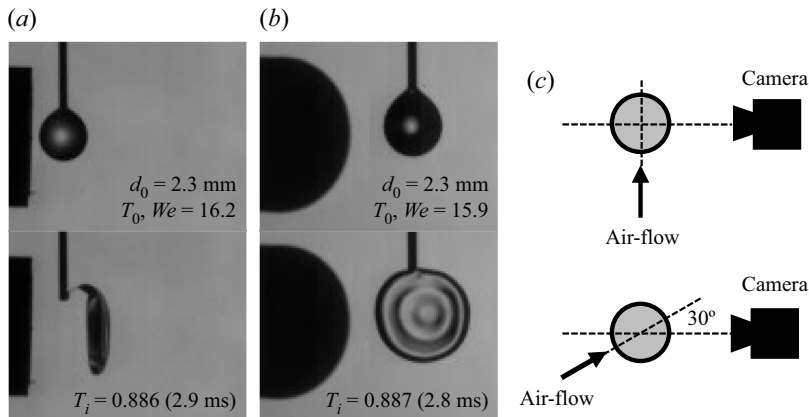 (a)
d0 = 2.3 mm
T0, We = 16.2
Ti = 0.886 (2.9 ms)
(b)
d0 = 2.3 mm
T0, We = 15.9
Ti = 0.887 (2.8 ms)
(c)
Camera
Air-flow
Camera
30º
Air-flow